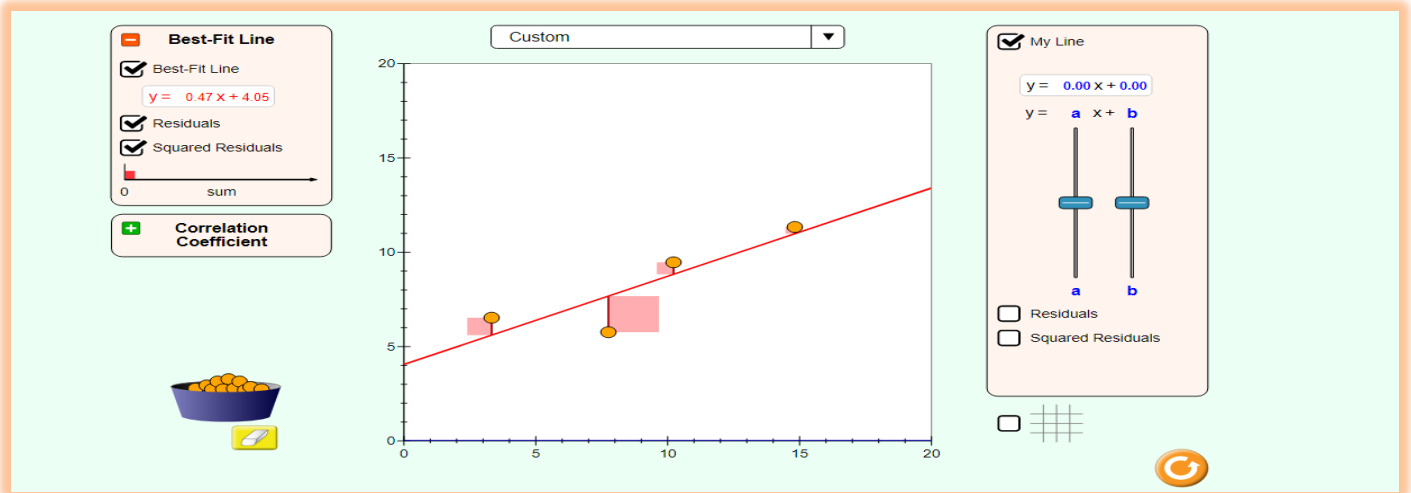 Best-Fit Line
Best-Fit Line
y = 0.47 x + 4.05
Residuals
Squared Residuals
0
sum
Correlation
Coefficient
Custom
20
15
10
5
0
0 5 10 15 20
My Line
y = 0.00 x + 0.00
y = a x + b
a b
Residuals
Squared Residuals